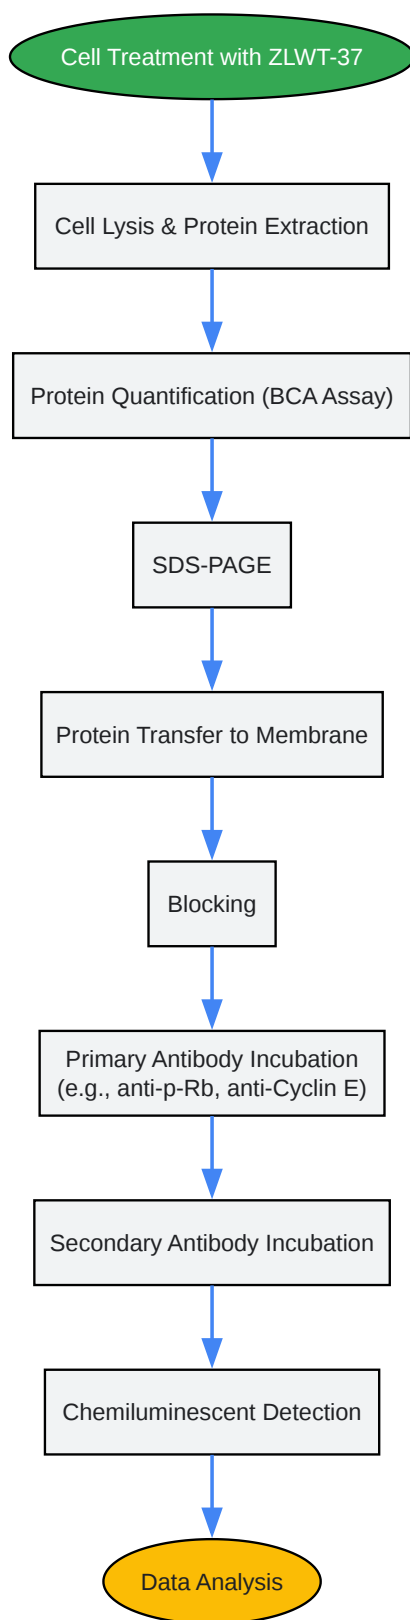 Cell Treatment with ZLWT-37
Cell Lysis & Protein Extraction
Protein Quantification (BCA Assay)
SDS-PAGE
Protein Transfer to Membrane
Blocking
Primary Antibody Incubation
(e.g., anti-p-Rb, anti-Cyclin E)
Secondary Antibody Incubation
Chemiluminescent Detection
Data Analysis